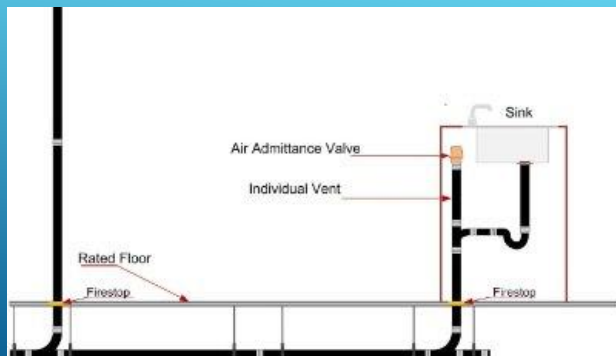 Sink
Air Admittance Valve
Individual Vent
Rated Floor
Firestop
Firestop